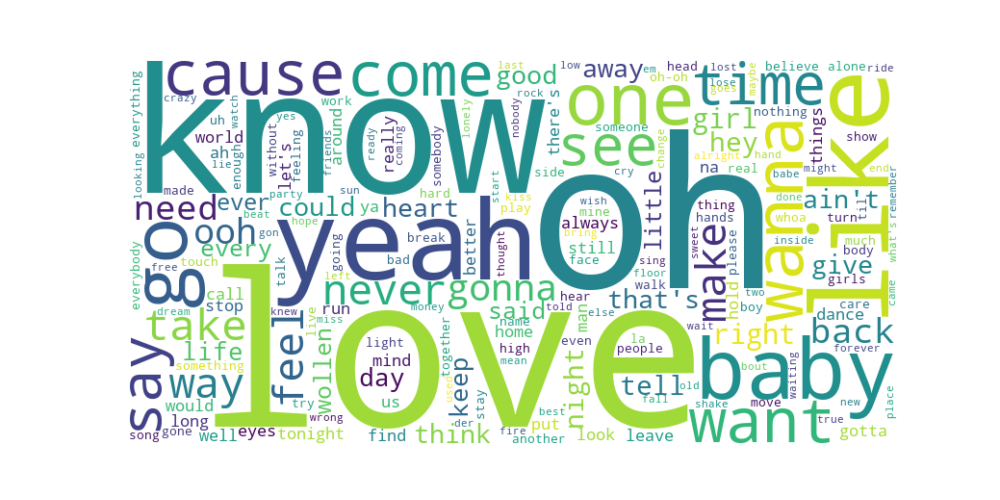 know
love
oh
yeah
like
baby
cause
come
one
time
see
wanna
go
want
say
never
gonna
make
take
feel
way
need
ooh
back
right
girl
hey
good
away
ain't
give
little
that's
tell
night
think
keep
day
life
wollen
said
heart
could
ever
every
really
around
let's
world
ah
uh
yes
crazy
watch
enough
lie
without
feeling
friends
work
ready
coming
somebody
lonely
last
rock
nobody
there's
low
em
head
oh-oh
lost
lose
goes
maybe
believe
alone
ride
nothing
things
show
someone
change
alright
hand
na
real
babe
might
end
looking everything
made
party
sun
hard
start
side
cry
kiss
play
wish
mine
always
bring
still
face
thing
hands
sweet
please
whoa
done
turn
till
what's
remember
inside
much
body
girls
beat
hope
gon
ya
going
break
bad
better
thought
sing
floor
walk
hold
boy
two
came
care
dance
forever
everybody
free
touch
talk
left
call
stop
dream
knew
live
miss
run
money
hear
told
else
name
home
man
wait
bout
something
light
mind
us
together
high
mean
even
la
people
would
try
wrong
used
stay
old
fall
shake
move
waiting
new
place
true
song
gone
long
well
eyes
tonight
find
der
fire
best
put
another
look
leave
gotta